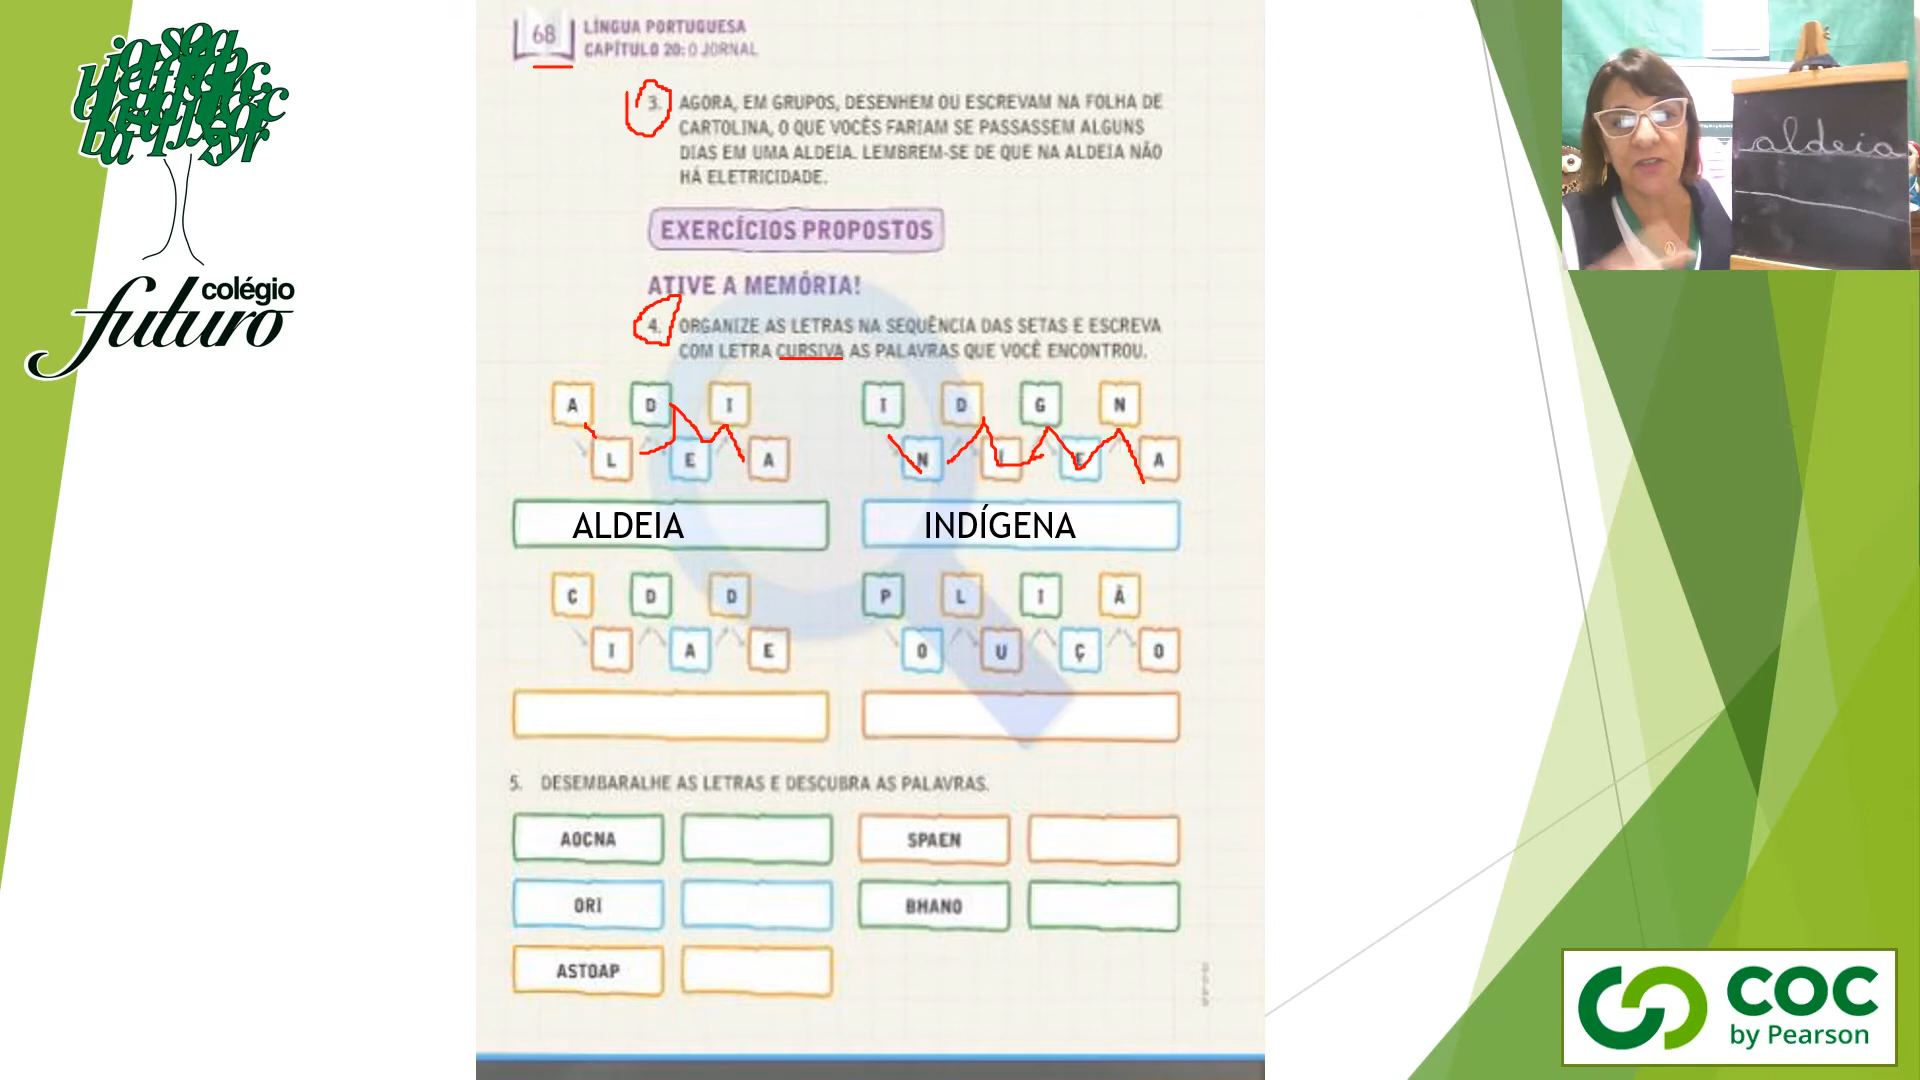 colégio
futuro
68
LÍNGUA PORTUGUESA
CAPÍTULO 20: O JORNAL
3. AGORA, EM GRUPOS, DESENHEM OU ESCREVAM NA FOLHA DE
CARTOLINA, O QUE VOCÊS FARIAM SE PASSASSEM ALGUNS
DIAS EM UMA ALDEIA. LEMBREM-SE DE QUE NA ALDEIA NÃO
HÁ ELETRICIDADE.
EXERCÍCIOS PROPOSTOS
ATIVE A MEMÓRIA!
4. ORGANIZE AS LETRAS NA SEQUÊNCIA DAS SETAS E ESCREVA
COM LETRA CURSIVA AS PALAVRAS QUE VOCÊ ENCONTROU.
A D I
L E A
ALDEIA
I D G N
N I E A
INDÍGENA
C D D
I A E
P L I Ã
O U Ç O
5. DESEMBARALHE AS LETRAS E DESCUBRA AS PALAVRAS.
AOCNA
SPAEN
ORI
BHANO
ASTOAP
aldeia
COC
by Pearson